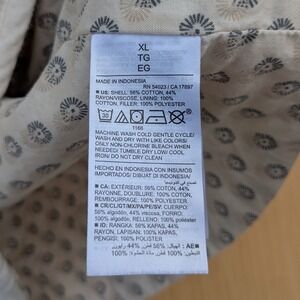 XL
TG
EG
MADE IN INDONESIA
RN 54023 / CA 17897
■ US: SHELL: 56% COTTON, 44%
RAYON/VISCOSE, LINING: 100%
COTTON, FILLER: 100% POLYESTER
30
1166
MACHINE WASH COLD GENTLE CYCLE/
WASH AND DRY WITH LIKE COLORS/
ONLY NON-CHLORINE BLEACH WHEN
NEEDED/ TUMBLE DRY LOW/ COOL
IRON/ DO NOT DRY CLEAN
HECHO EN INDONESIA CON
INSUMOS IMPORTADOS/
■ CA: EXTÉRIEUR: 56% COTON, 44%
RAYONNE, DOUBLURE: 100% COTON,
REMBOURRAGE: 100% POLYESTER
■ CR/CL/GT/MX/PA/PE/SV: CUERPO:
56% algodón, 44% viscosa, FORRO:
100% algodón, RELLENO: 100% poliéster
■ ID: RANGKA: 56% KAPAS, 44%
RAYON, LAPISAN: 100% KAPAS,
PENGISI: 100% POLISTER